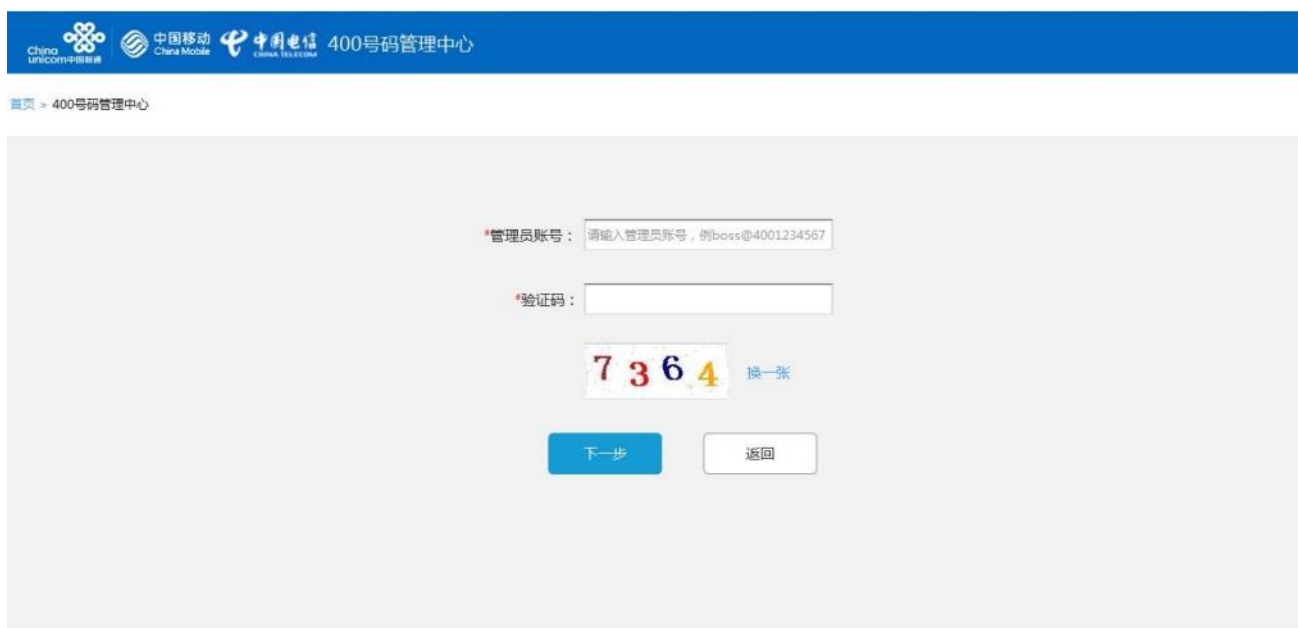 China unicom中国联通 中国移动 China Mobile 中国电信 CHINA TELECOM 400号码管理中心
首页 > 400号码管理中心
*管理员账号： 请输入管理员账号，例boss@4001234567
*验证码：
7364 换一张
下一步 返回